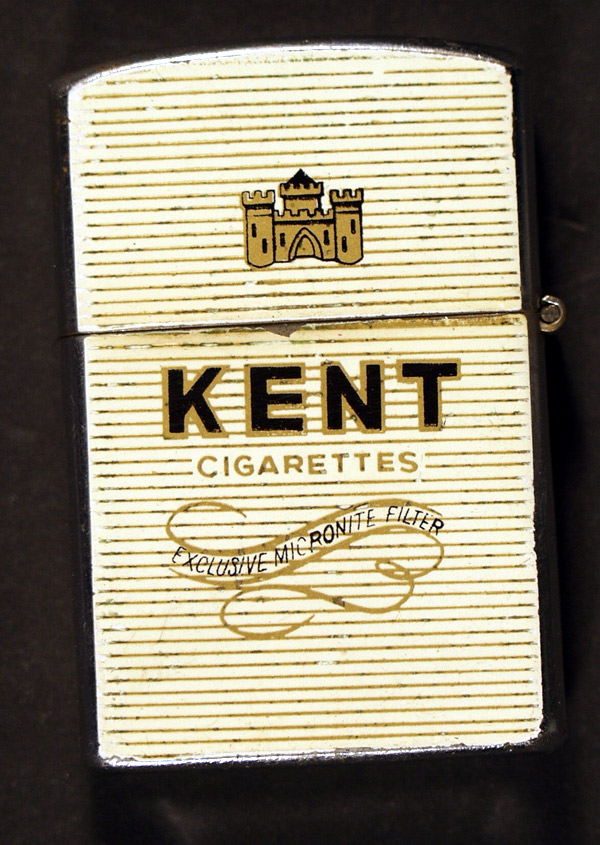 KENT
CIGARETTES
EXCLUSIVE MICRONITE FILTER